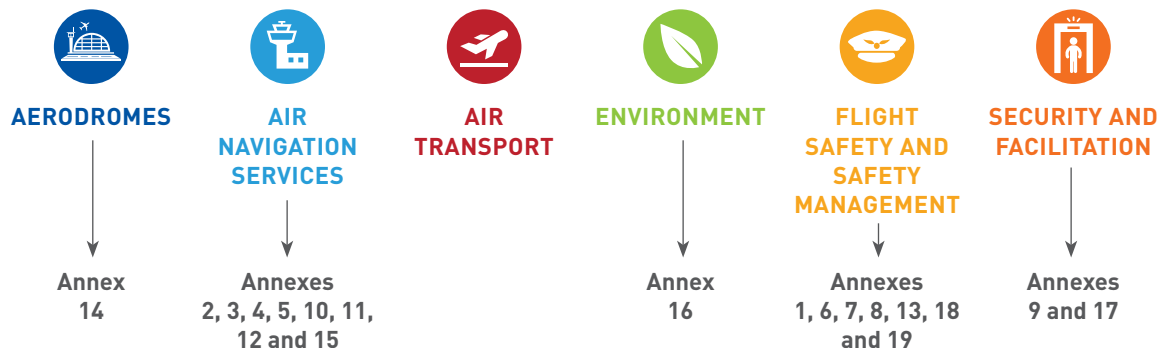 AERODROMES
Annex
14
AIR
NAVIGATION
SERVICES
Annexes
2, 3, 4, 5, 10, 11,
12 and 15
AIR
TRANSPORT
ENVIRONMENT
Annex
16
FLIGHT
SAFETY AND
SAFETY
MANAGEMENT
Annexes
1, 6, 7, 8, 13, 18
and 19
SECURITY AND
FACILITATION
Annexes
9 and 17